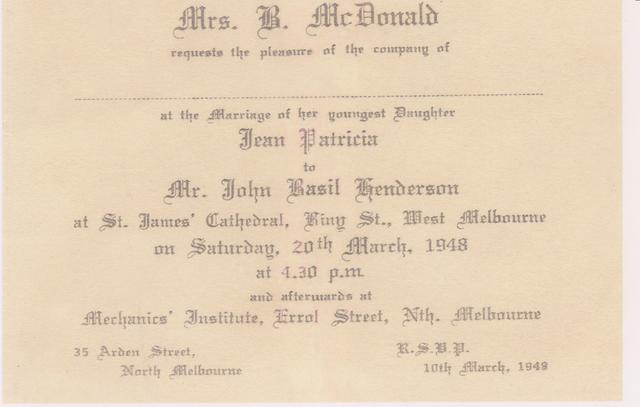 Mrs. B. McDonald
requests the pleasure of the company of
at the Marriage of her youngest Daughter
Jean Patricia
to
Mr. John Basil Henderson
at St. James' Cathedral, King St., West Melbourne
on Saturday, 20th March, 1948
at 4.30 p.m.
and afterwards at
Mechanics' Institute, Errol Street, Nth. Melbourne
35 Arden Street,
North Melbourne
R.S.V.P.
10th March, 1948